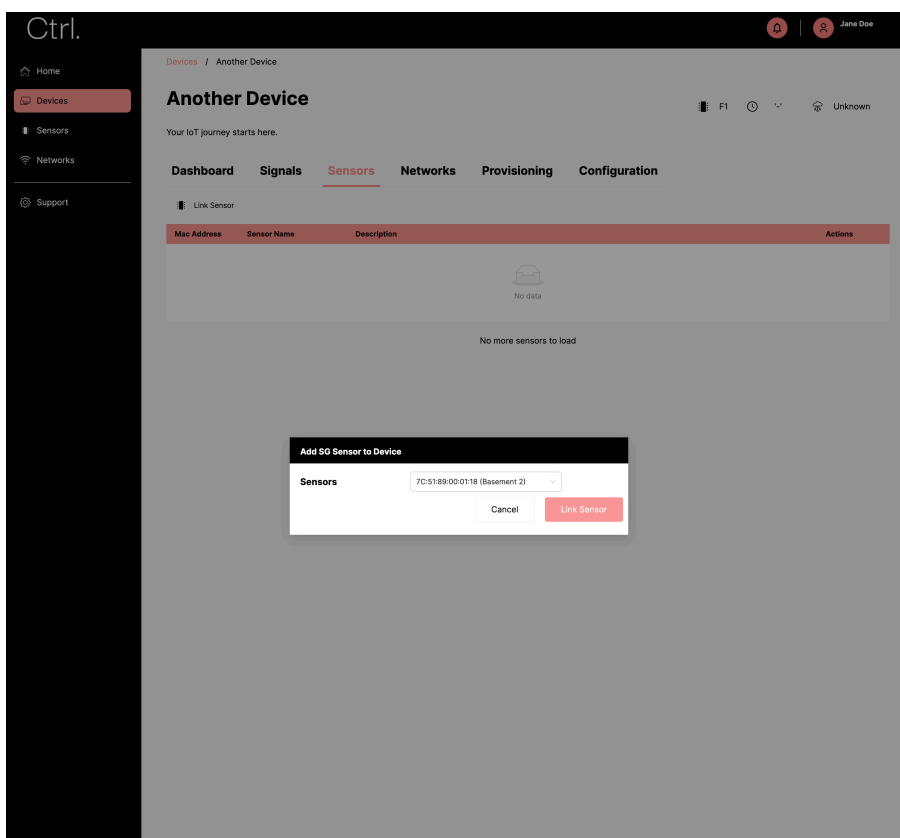 Ctrl.
Jane Doe
Home
Devices
Sensors
Networks
Support
Devices / Another Device
Another Device
F1
Unknown
Your IoT journey starts here.
Dashboard Signals Sensors Networks Provisioning Configuration
Link Sensor
Mac Address Sensor Name Description Actions
No data
No more sensors to load
Add SG Sensor to Device
Sensors 7C:51:89:00:01:18 (Basement 2)
Cancel Link Sensor